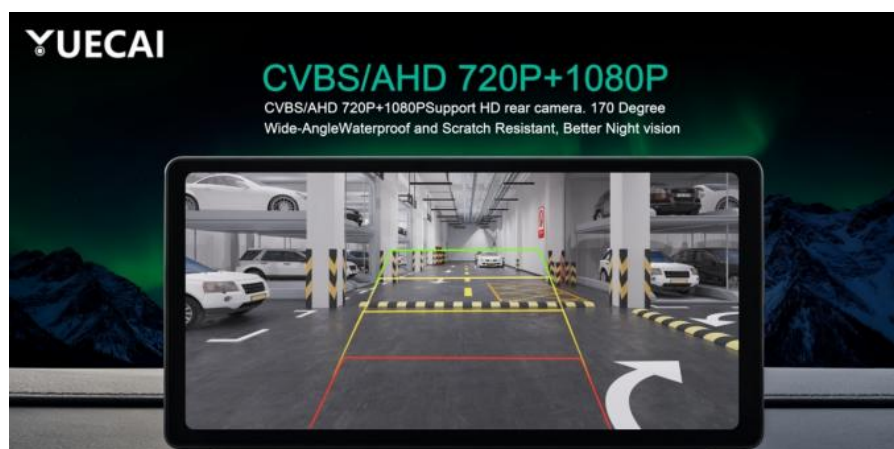 YUECAI
CVBS/AHD 720P+1080P
CVBS/AHD 720P+1080PSupport HD rear camera. 170 Degree
Wide-AngleWaterproof and Scratch Resistant, Better Night vision